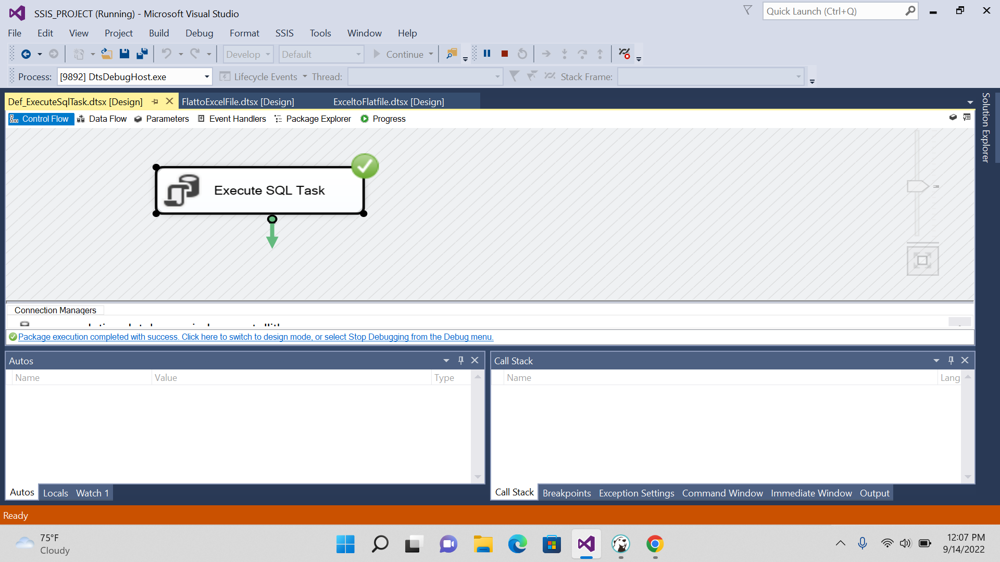 SSIS_PROJECT (Running) - Microsoft Visual Studio
Quick Launch (Ctrl+Q)
File Edit View Project Build Debug Format SSIS Tools Window Help
Develop Default Continue
Process: [9892] DtsDebugHost.exe Lifecycle Events Thread: Stack Frame:
Def_ExecuteSqlTask.dtsx [Design] FlattoExcelFile.dtsx [Design] ExceltoFlatfile.dtsx [Design]
Solution Explorer
Control Flow Data Flow Parameters Event Handlers Package Explorer Progress
Execute SQL Task
Connection Managers
Package execution completed with success. Click here to switch to design mode, or select Stop Debugging from the Debug menu.
Autos
Name Value Type
Call Stack
Name Lang
Autos Locals Watch 1
Call Stack Breakpoints Exception Settings Command Window Immediate Window Output
Ready
75°F
Cloudy
12:07 PM
9/14/2022